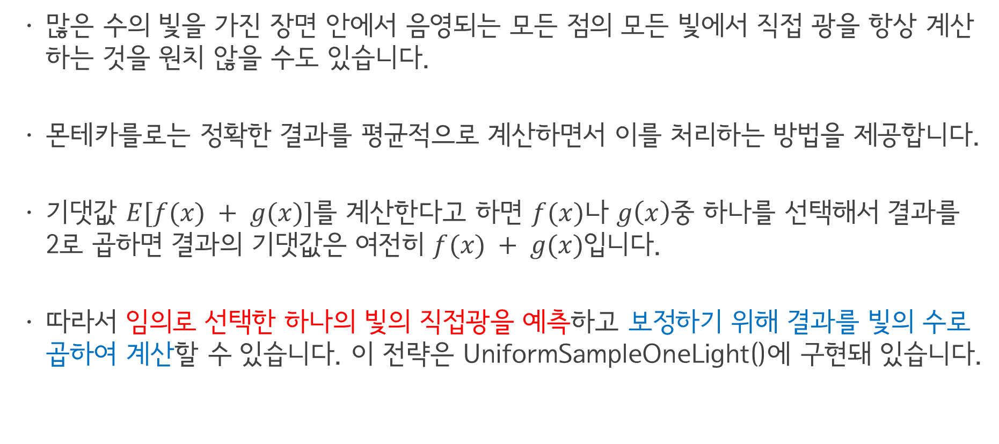 · 많은 수의 빛을 가진 장면 안에서 음영되는 모든 점의 모든 빛에서 직접 광을 항상 계산
하는 것을 원치 않을 수도 있습니다.
· 몬테카를로는 정확한 결과를 평균적으로 계산하면서 이를 처리하는 방법을 제공합니다.
· 기댓값 E[f(x) + g(x)]를 계산한다고 하면 f(x)나 g(x)중 하나를 선택해서 결과를
2로 곱하면 결과의 기댓값은 여전히 f(x) + g(x)입니다.
· 따라서 임의로 선택한 하나의 빛의 직접광을 예측하고 보정하기 위해 결과를 빛의 수로
곱하여 계산할 수 있습니다. 이 전략은 UniformSampleOneLight()에 구현돼 있습니다.